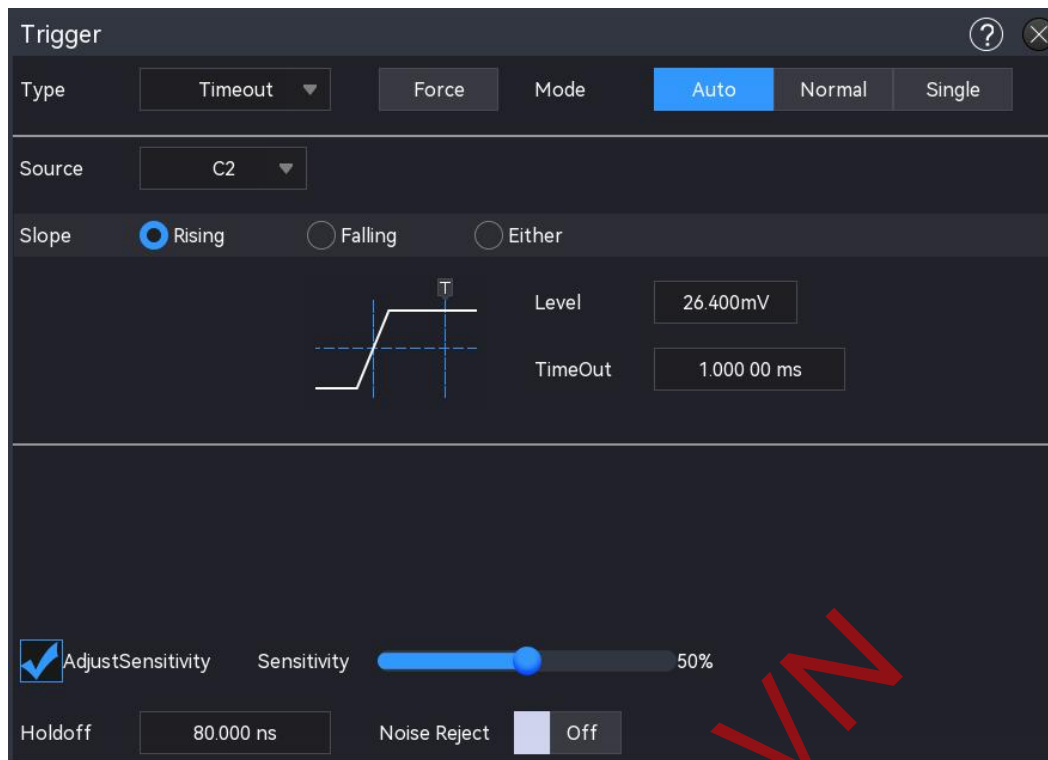 Trigger ?
Type Timeout Force Mode Auto Normal Single
Source C2
Slope Rising Falling Either
T
Level 26.400mV
TimeOut 1.000 00 ms
AdjustSensitivity Sensitivity 50%
Holdoff 80.000 ns Noise Reject Off
VN